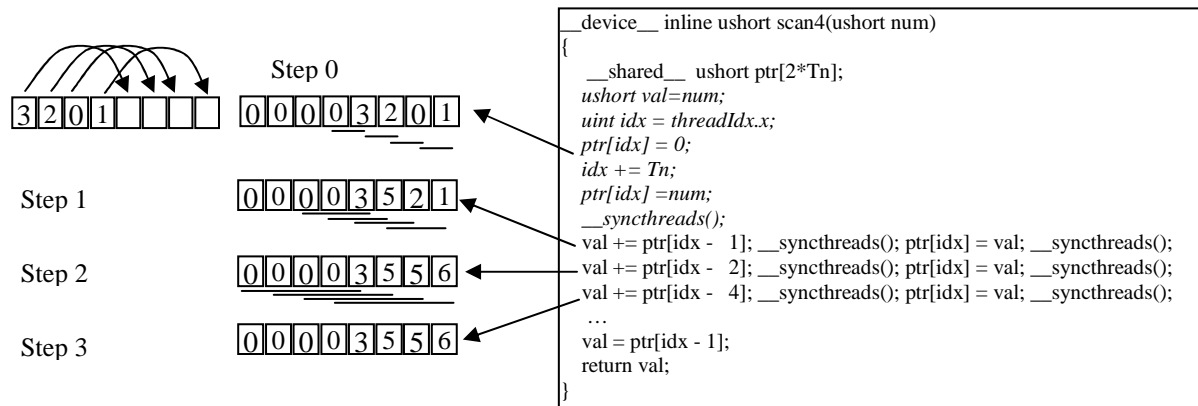 Step 0
3 2 0 1
0 0 0 0 3 2 0 1
Step 1
0 0 0 0 3 5 2 1
Step 2
0 0 0 0 3 5 5 6
Step 3
0 0 0 0 3 5 5 6
__device__ inline ushort scan4(ushort num)
{
__shared__ ushort ptr[2*Tn];
ushort val=num;
uint idx = threadIdx.x;
ptr[idx] = 0;
idx += Tn;
ptr[idx] =num;
__syncthreads();
val += ptr[idx - 1]; __syncthreads(); ptr[idx] = val; __syncthreads();
val += ptr[idx - 2]; __syncthreads(); ptr[idx] = val; __syncthreads();
val += ptr[idx - 4]; __syncthreads(); ptr[idx] = val; __syncthreads();
…
val = ptr[idx - 1];
return val;
}